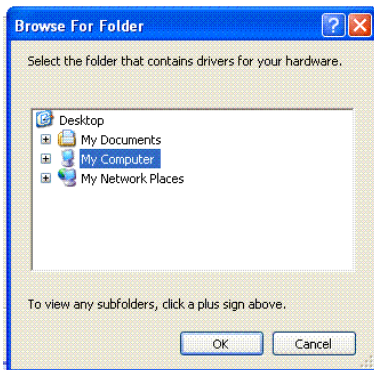 Browse For Folder
Select the folder that contains drivers for your hardware.
Desktop
My Documents
My Computer
My Network Places
To view any subfolders, click a plus sign above.
OK Cancel